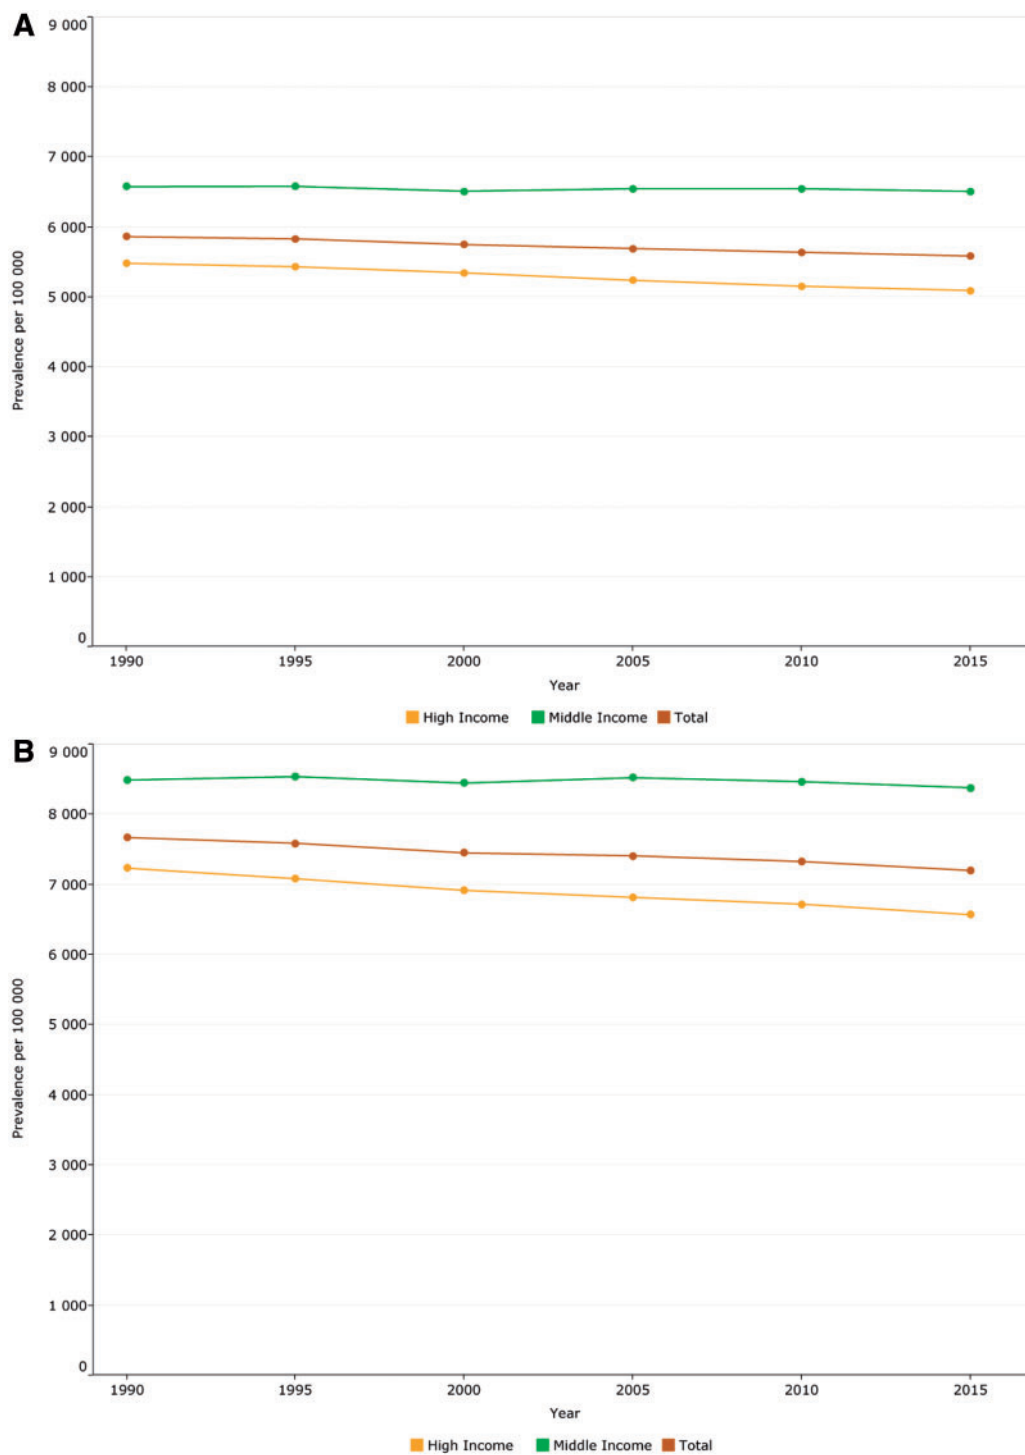 A
9 000
8 000
7 000
6 000
5 000
4 000
3 000
2 000
1 000
0
Prevalence per 100 000
1990 1995 2000 2005 2010 2015
Year
High Income Middle Income Total
B
9 000
8 000
7 000
6 000
5 000
4 000
3 000
2 000
1 000
0
Prevalence per 100 000
1990 1995 2000 2005 2010 2015
Year
High Income Middle Income Total